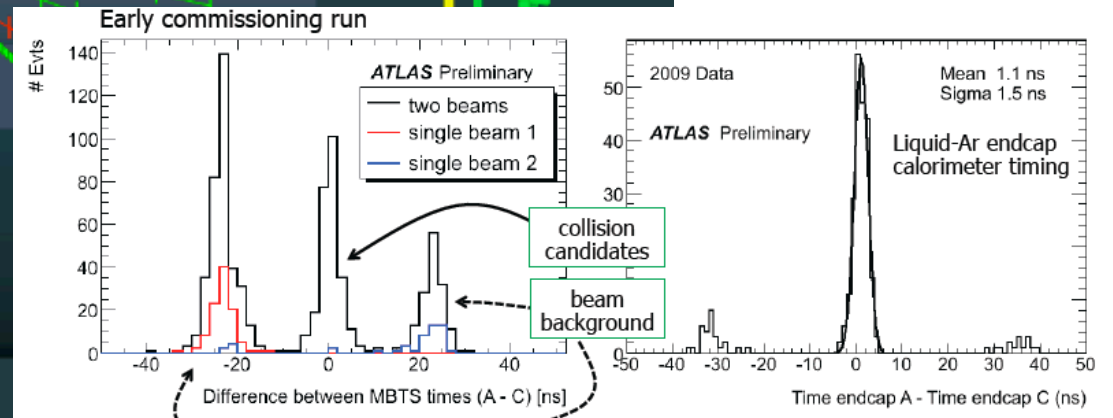 Early commissioning run
# Evts
140
120
100
80
60
40
20
0
ATLAS Preliminary
two beams
single beam 1
single beam 2
-40
-20
0
20
40
Difference between MBTS times (A - C) [ns]
collision
candidates
beam
background
2009 Data
Mean 1.1 ns
Sigma 1.5 ns
ATLAS Preliminary
Liquid-Ar endcap
calorimeter timing
50
40
30
0
-50
-40
-30
-20
-10
0
10
20
30
40
50
Time endcap A - Time endcap C (ns)